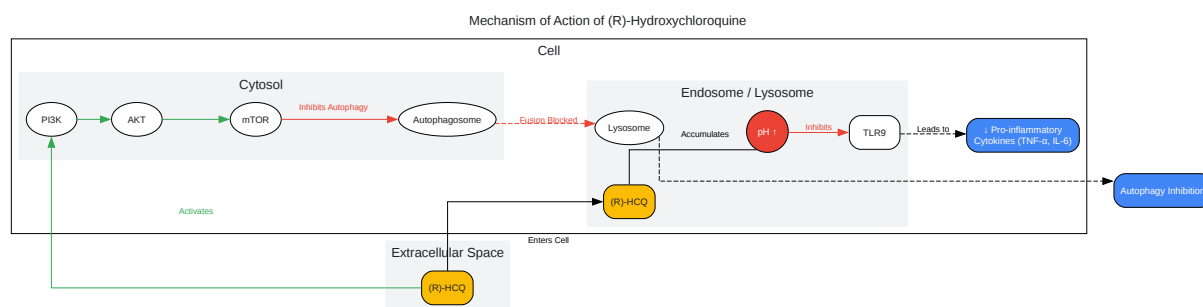 Mechanism of Action of (R)-Hydroxychloroquine
Cell
Cytosol
PI3K
AKT
mTOR
Inhibits Autophagy
Autophagosome
Fusion Blocked
Endosome / Lysosome
Lysosome
Accumulates
pH ↑
Inhibits
TLR9
Leads to
↓ Pro-inflammatory
Cytokines (TNF-α, IL-6)
(R)-HCQ
Autophagy Inhibition
Activates
Enters Cell
Extracellular Space
(R)-HCQ